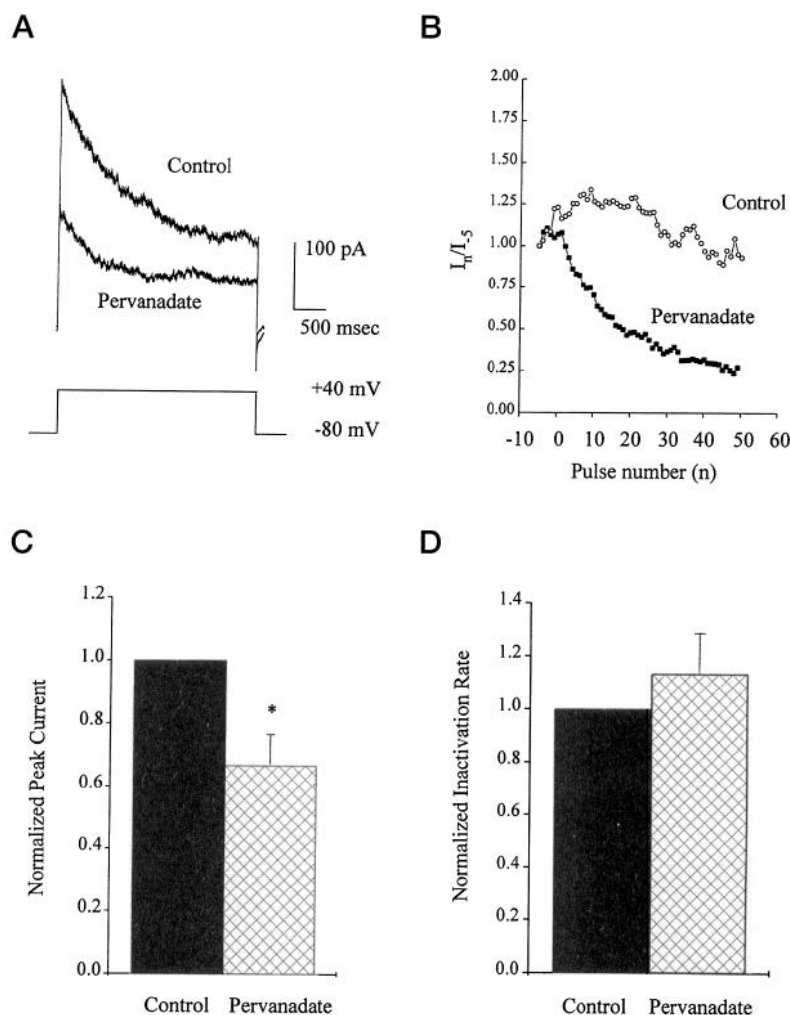 A
Control
Pervanadate
100 pA
500 msec
+40 mV
-80 mV
B
2.00
1.75
1.50
1.25
1.00
0.75
0.50
0.25
0.00
In/I-5
Control
Pervanadate
-10 0 10 20 30 40 50 60
Pulse number (n)
C
1.2
1.0
0.8
0.6
0.4
0.2
0.0
Normalized Peak Current
*
Control Pervanadate
D
1.4
1.2
1.0
0.8
0.6
0.4
0.2
0.0
Normalized Inactivation Rate
Control Pervanadate